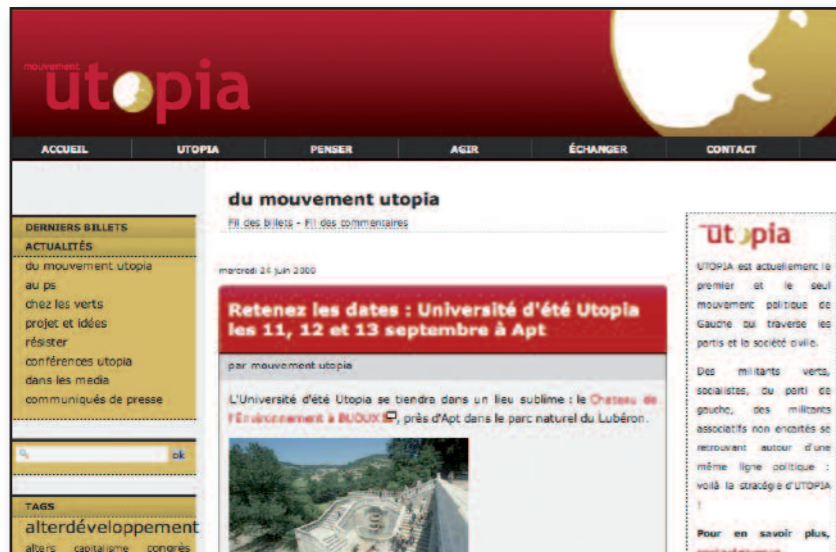 mouvement
utopia
ACCUEIL UTOPIA PENSER AGIR ÉCHANGER CONTACT
du mouvement utopia
Fil des billets - Fil des commentaires
DERNIERS BILLETS
ACTUALITÉS
du mouvement utopia
au ps
chez les verts
projet et idées
résister
conférences utopia
dans les media
communiqués de presse
ok
TAGS
alterdéveloppement
alters capitalisme congrès
mercredi 24 juin 2009
Retenez les dates : Université d'été Utopia
les 11, 12 et 13 septembre à Apt
par mouvement utopia
L'Université d'été Utopia se tiendra dans un lieu sublime : le Chateau de
l'Environnement à BUOUX, près d'Apt dans le parc naturel du Lubéron.
utopia
UTOPIA est actuellement le
premier et le seul
mouvement politique de
Gauche qui traverse les
partis et la société civile.
Des militants verts,
socialistes, du parti de
gauche, des militants
associatifs non encartés se
retrouvant autour d'une
même ligne politique :
voilà la stratégie d'UTOPIA
!
Pour en savoir plus,